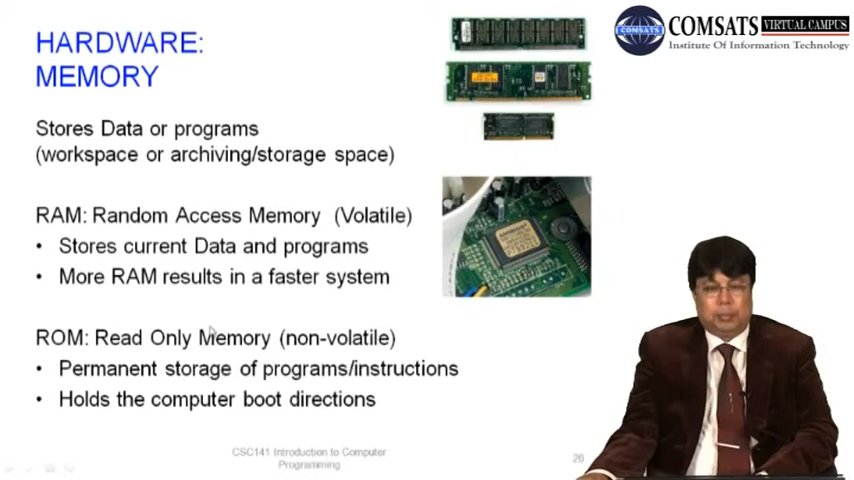 HARDWARE:
MEMORY
COMSATS
COMSATS VIRTUAL CAMPUS
Institute Of Information Technology
Stores Data or programs
(workspace or archiving/storage space)
RAM: Random Access Memory (Volatile)
• Stores current Data and programs
• More RAM results in a faster system
ROM: Read Only Memory (non-volatile)
• Permanent storage of programs/instructions
• Holds the computer boot directions
CSC141 Introduction to Computer
Programming
26